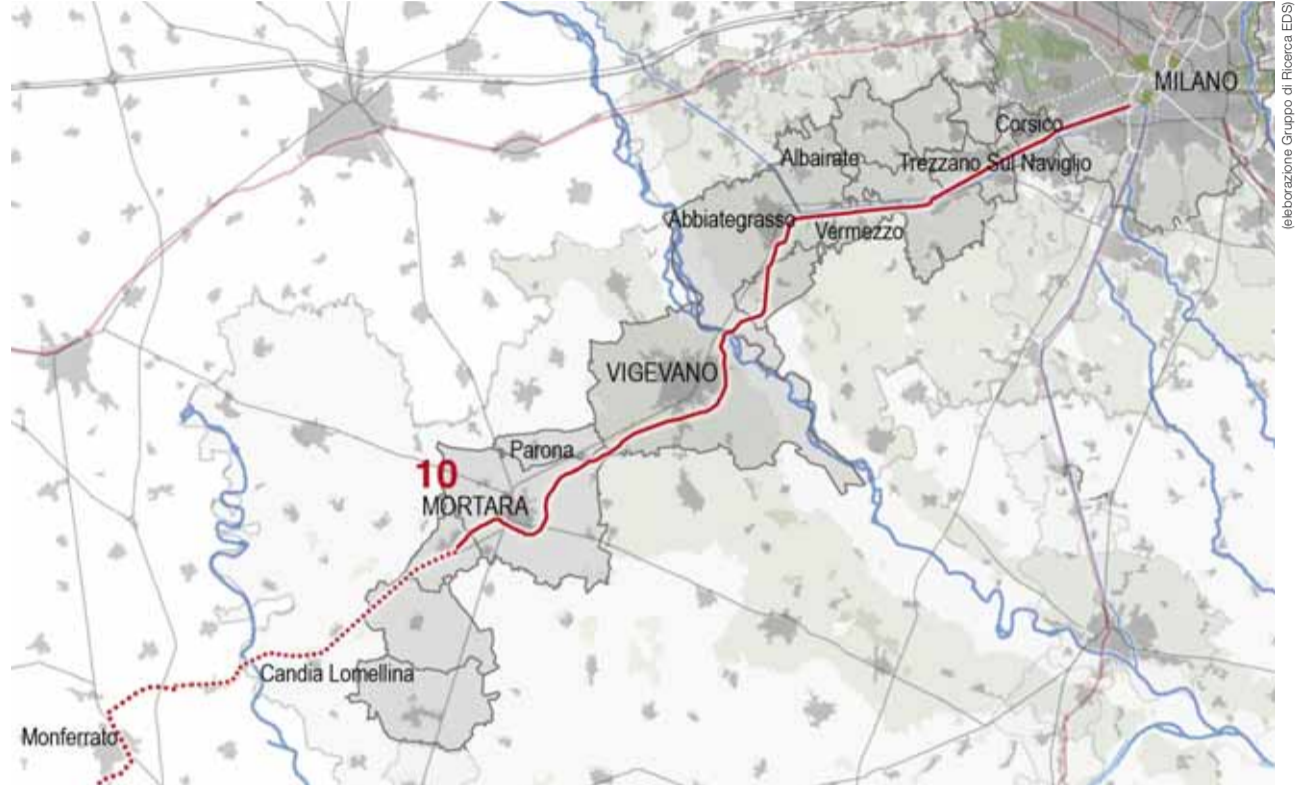 MILANO
Corsico
Albairate
Trezzano Sul Naviglio
Abbiategrasso
Vermezzo
VIGEVANO
Parona
10
MORTARA
Candia Lomellina
Monferrato
(eleborazione Gruppo di Ricerca EDS)